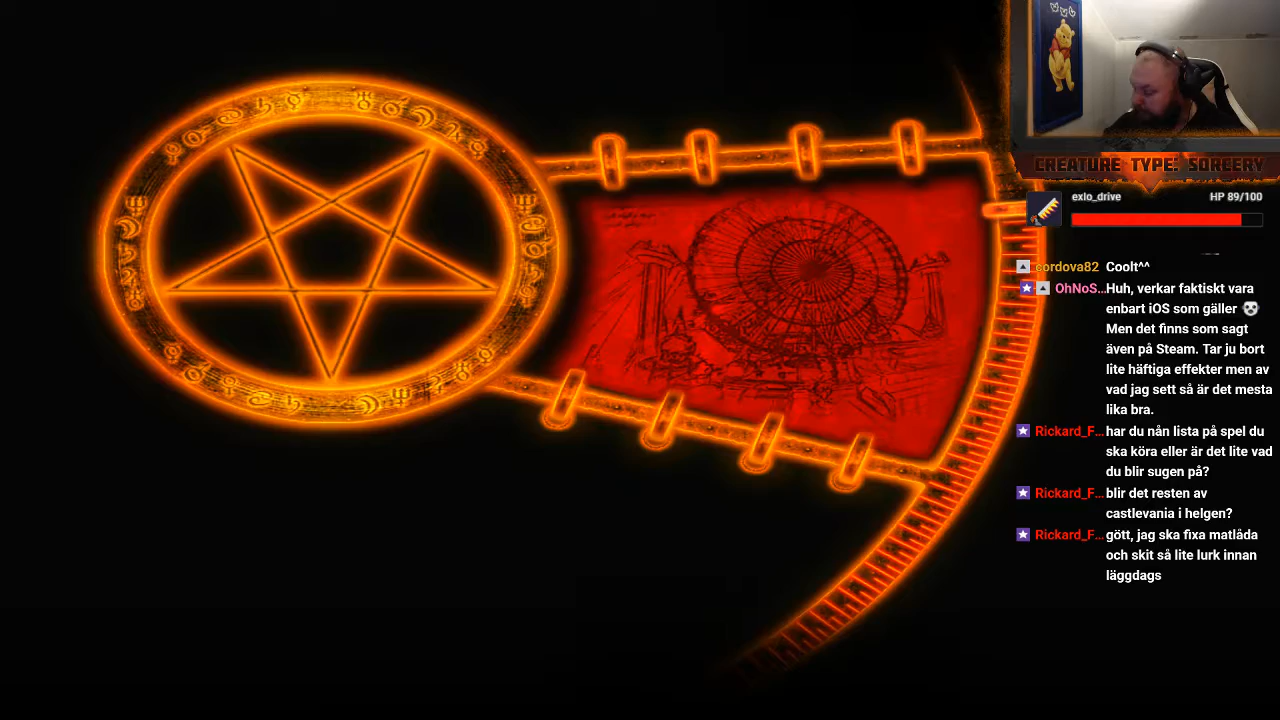 CREATURE TYPE: SORCERY
exlo_drive HP 89/100
cordova82 Coolt^^
OhNoS... Huh, verkar faktiskt vara
enbart iOS som gäller
Men det finns som sagt
även på Steam. Tar ju bort
lite häftiga effekter men av
vad jag sett så är det mesta
lika bra.
Rickard_F... har du nån lista på spel du
ska köra eller är det lite vad
du blir sugen på?
Rickard_F... blir det resten av
castlevania i helgen?
Rickard_F... gött, jag ska fixa matlåda
och skit så lite lurk innan
läggdags